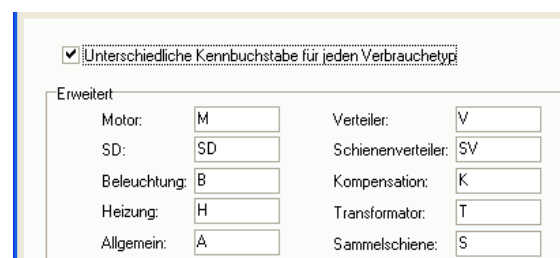 Unterschiedliche Kennbuchstabe für jeden Verbrauchetyp
Erweitert
Motor: M Verteiler: V
SD: SD Schienenverteiler: SV
Beleuchtung: B Kompensation: K
Heizung: H Transformator: T
Allgemein: A Sammelschiene: S